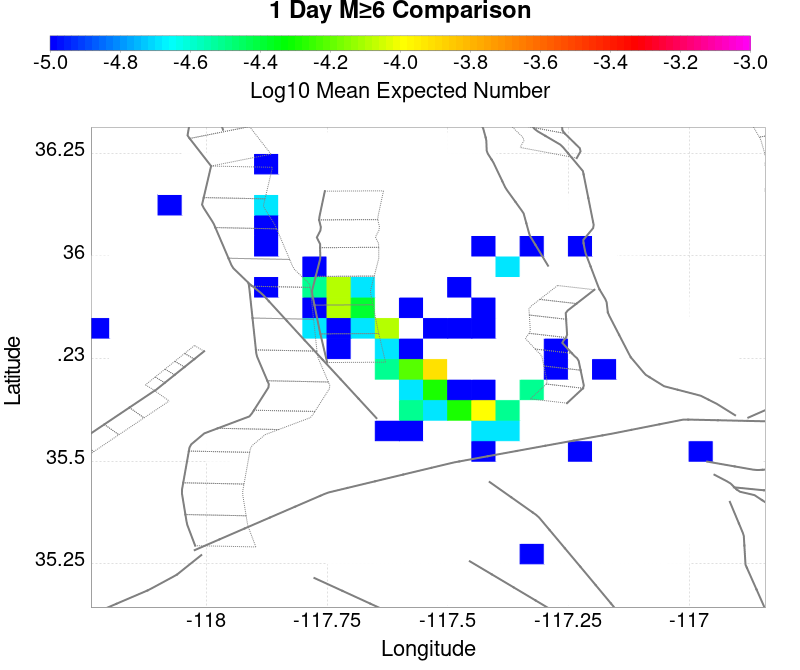 1 Day M≥6 Comparison
-5.0 -4.8 -4.6 -4.4 -4.2 -4.0 -3.8 -3.6 -3.4 -3.2 -3.0
Log10 Mean Expected Number
36.25
36
.23
35.5
35.25
Latitude
-118 -117.75 -117.5 -117.25 -117
Longitude